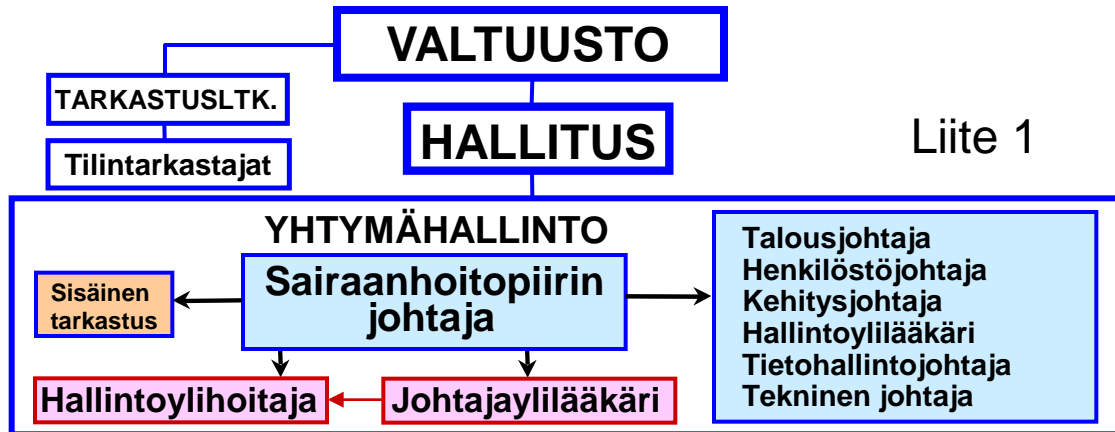 VALTUUSTO
TARKASTUSLTK.
Tilintarkastajat
HALLITUS
Liite 1
YHTYMÄHALLINTO
Sairaanhoitopiirin
johtaja
Sisäinen
tarkastus
Hallintoylihoitaja
Johtajaylilääkäri
Talousjohtaja
Henkilöstöjohtaja
Kehitysjohtaja
Hallintoylilääkäri
Tietohallintojohtaja
Tekninen johtaja